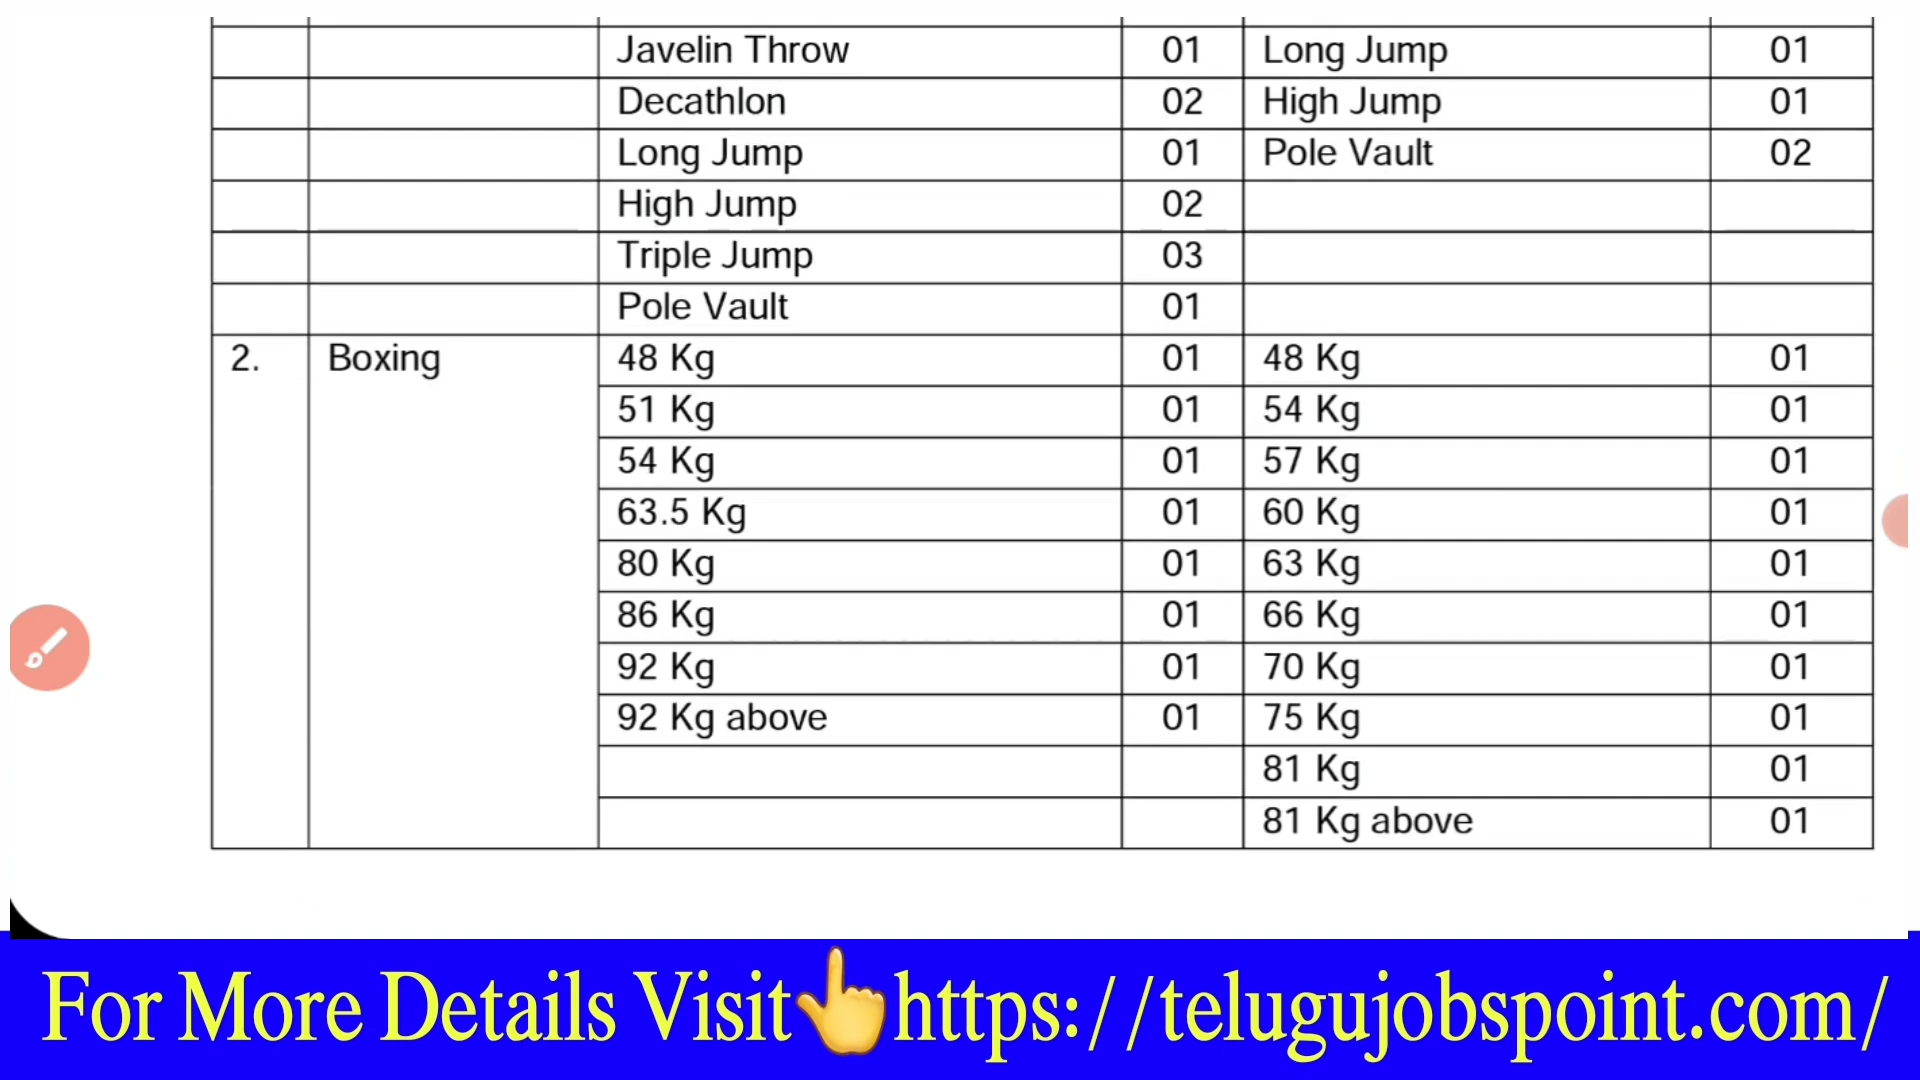 Javelin Throw 01 Long Jump 01
Decathlon 02 High Jump 01
Long Jump 01 Pole Vault 02
High Jump 02
Triple Jump 03
Pole Vault 01
2. Boxing 48 Kg 01 48 Kg 01
51 Kg 01 54 Kg 01
54 Kg 01 57 Kg 01
63.5 Kg 01 60 Kg 01
80 Kg 01 63 Kg 01
86 Kg 01 66 Kg 01
92 Kg 01 70 Kg 01
92 Kg above 01 75 Kg 01
81 Kg 01
81 Kg above 01
For More Details Visit👆https://telugujobspoint.com/